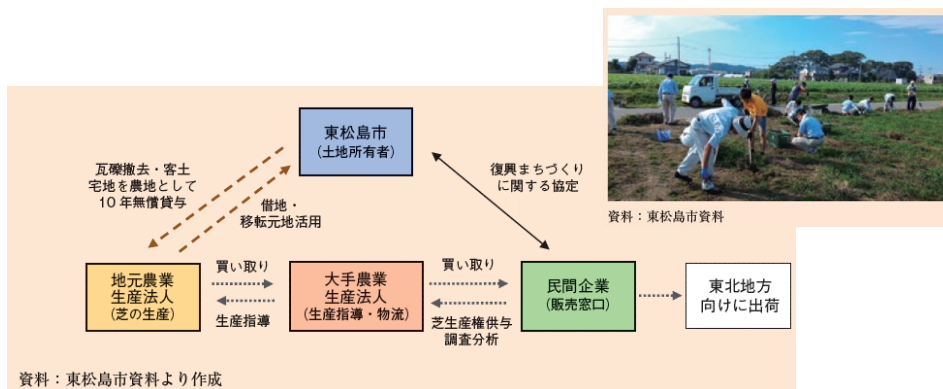 東松島市
（土地所有者）
瓦礫撤去・客土
宅地を農地として
10 年無償貸与
借地・
移転元地活用
復興まちづくり
に関する協定
資料：東松島市資料
地元農業
生産法人
（芝の生産）
買い取り
生産指導
大手農業
生産法人
（生産指導・物流）
買い取り
芝生産権供与
調査分析
民間企業
（販売窓口）
東北地方
向けに出荷
資料：東松島市資料より作成